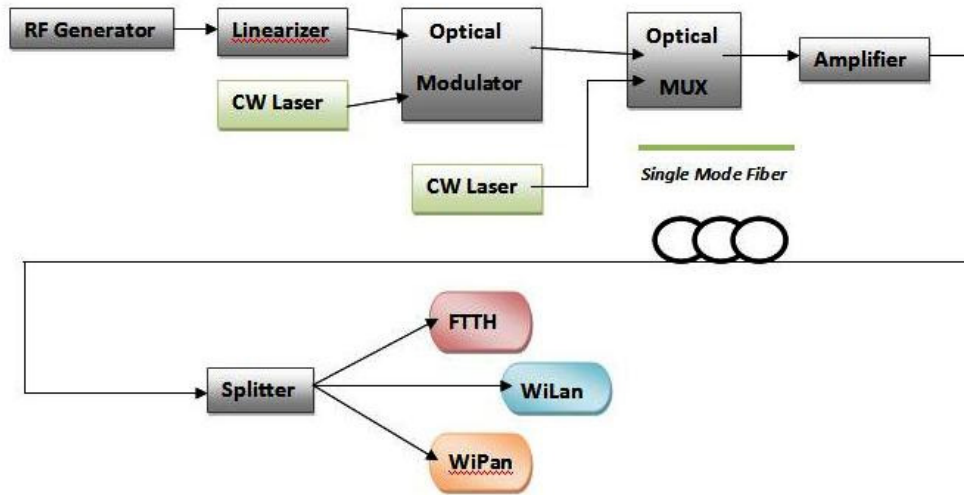 RF Generator
Linearizer
Optical
Modulator
Optical
MUX
Amplifier
CW Laser
CW Laser
Single Mode Fiber
FTTH
Splitter
WiLan
WiPan